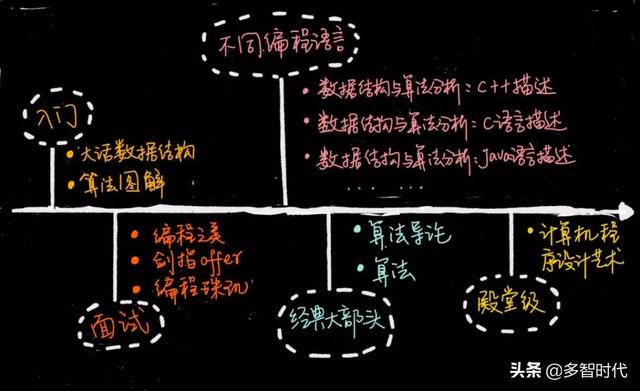 不同编程语言
• 数据结构与算法分析：C++描述
• 数据结构与算法分析：C语言描述
• 数据结构与算法分析：Java语言描述
... ...
入门
• 大话数据结构
• 算法图解
• 编程之美
• 剑指offer
• 编程珠玑
面试
• 算法导论
• 算法
经典大部头
• 计算机程
序设计艺术
殿堂级
头条 @多智时代